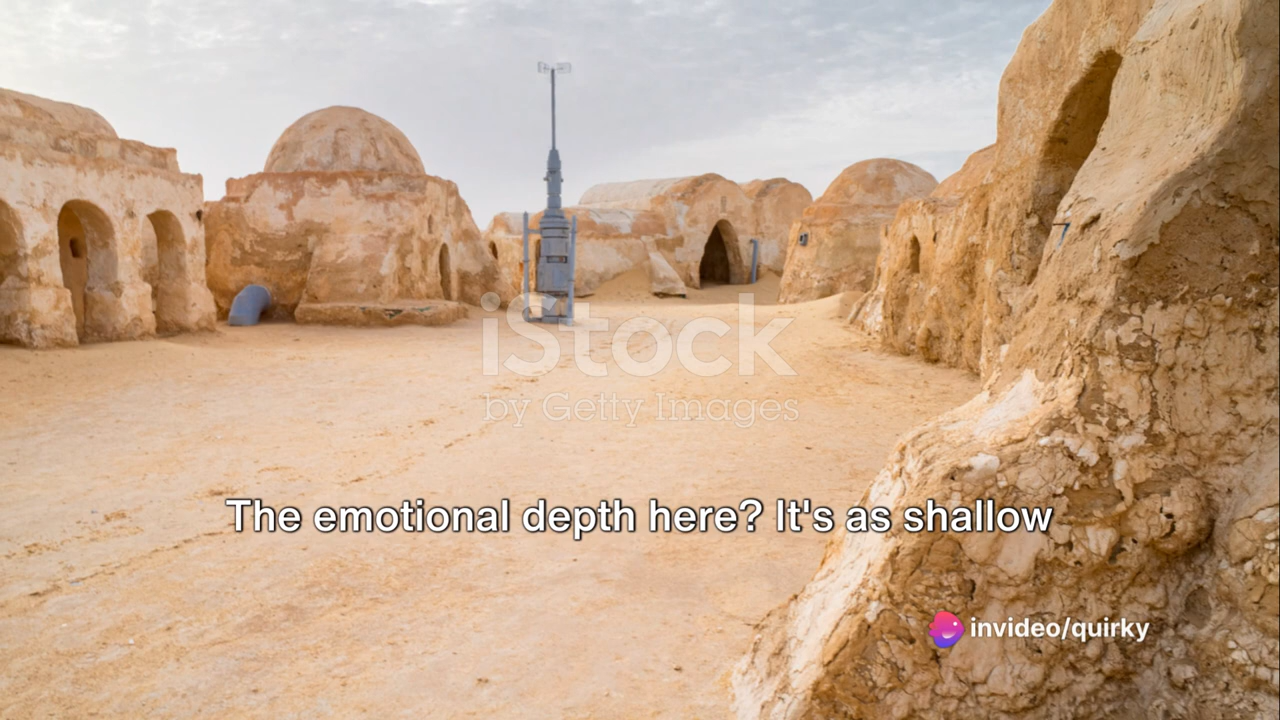 iStock
by Getty Images
The emotional depth here? It's as shallow
invideo/quirky